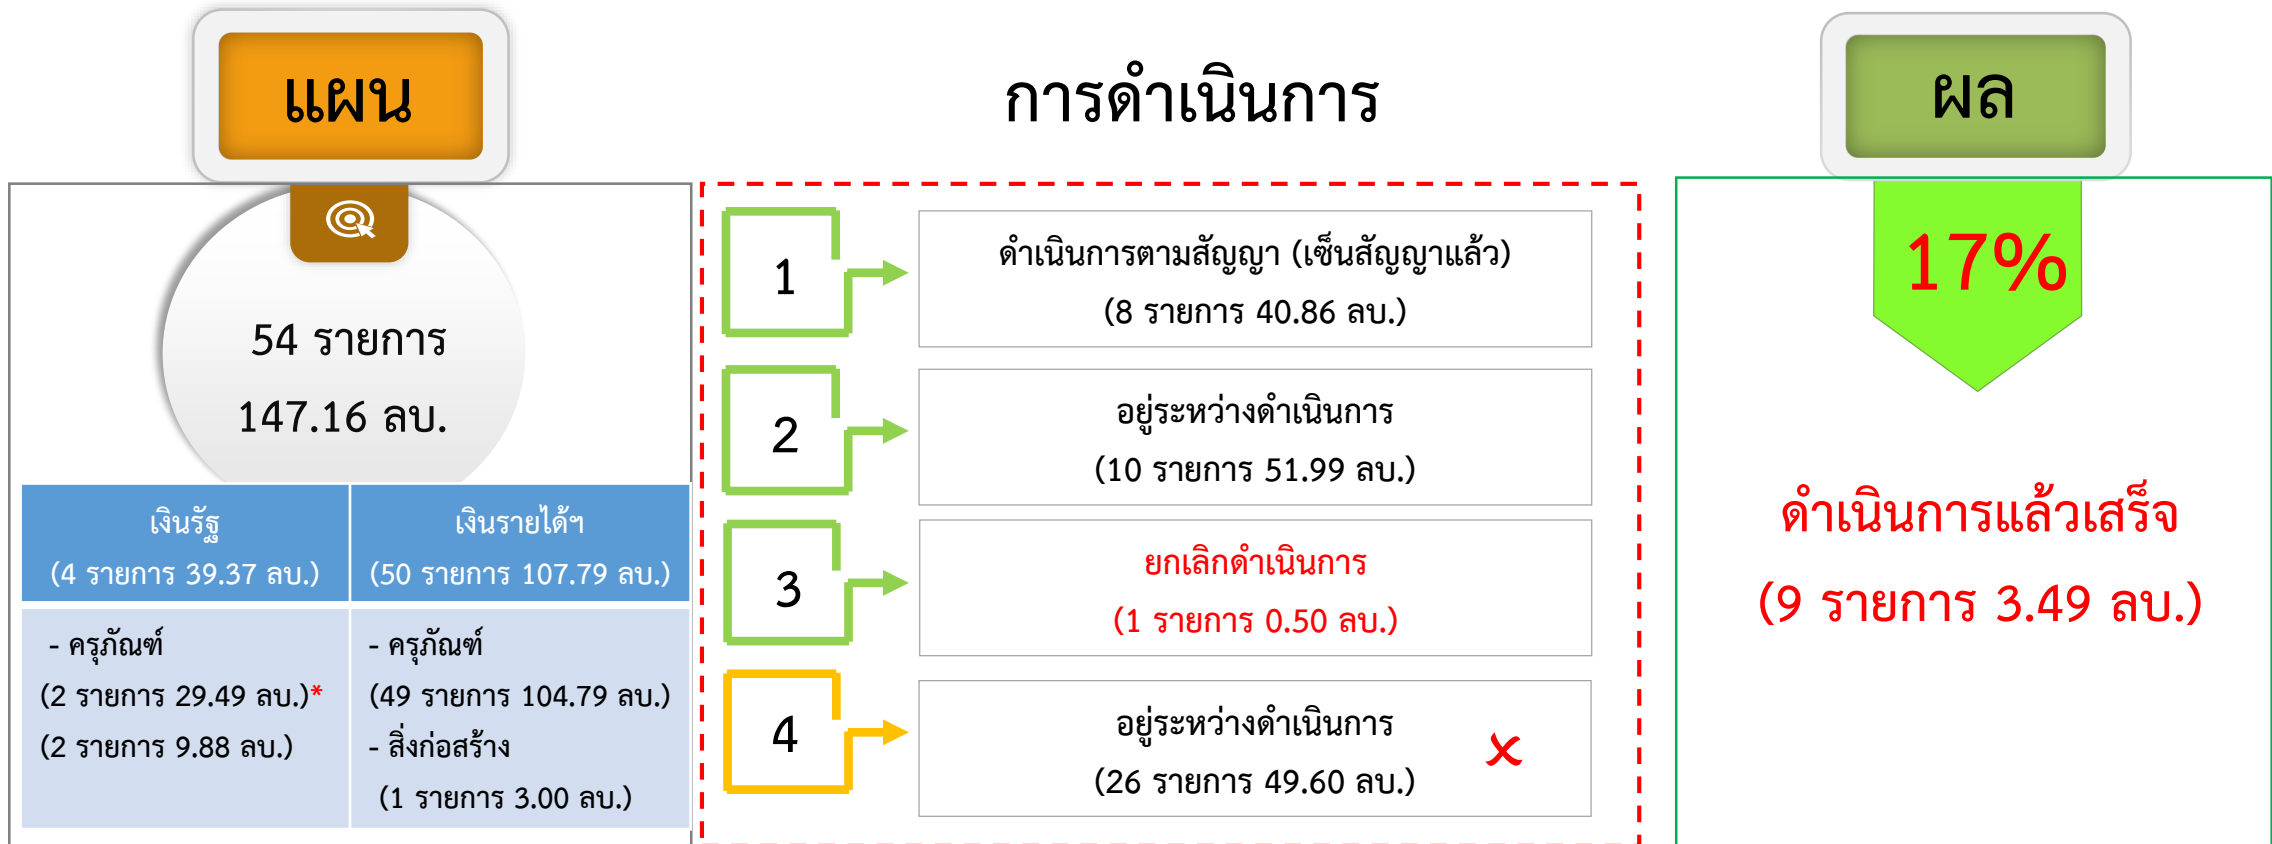 แผน
54 รายการ
147.16 ลบ.
เงินรัฐ
(4 รายการ 39.37 ลบ.)
เงินรายได้ฯ
(50 รายการ 107.79 ลบ.)
- ครุภัณฑ์
(2 รายการ 29.49 ลบ.)*
(2 รายการ 9.88 ลบ.)
- ครุภัณฑ์
(49 รายการ 104.79 ลบ.)
- สิ่งก่อสร้าง
(1 รายการ 3.00 ลบ.)
การดำเนินการ
1
ดำเนินการตามสัญญา (เซ็นสัญญาแล้ว)
(8 รายการ 40.86 ลบ.)
2
อยู่ระหว่างดำเนินการ
(10 รายการ 51.99 ลบ.)
3
ยกเลิกดำเนินการ
(1 รายการ 0.50 ลบ.)
4
อยู่ระหว่างดำเนินการ
(26 รายการ 49.60 ลบ.)
ผล
17%
ดำเนินการแล้วเสร็จ
(9 รายการ 3.49 ลบ.)